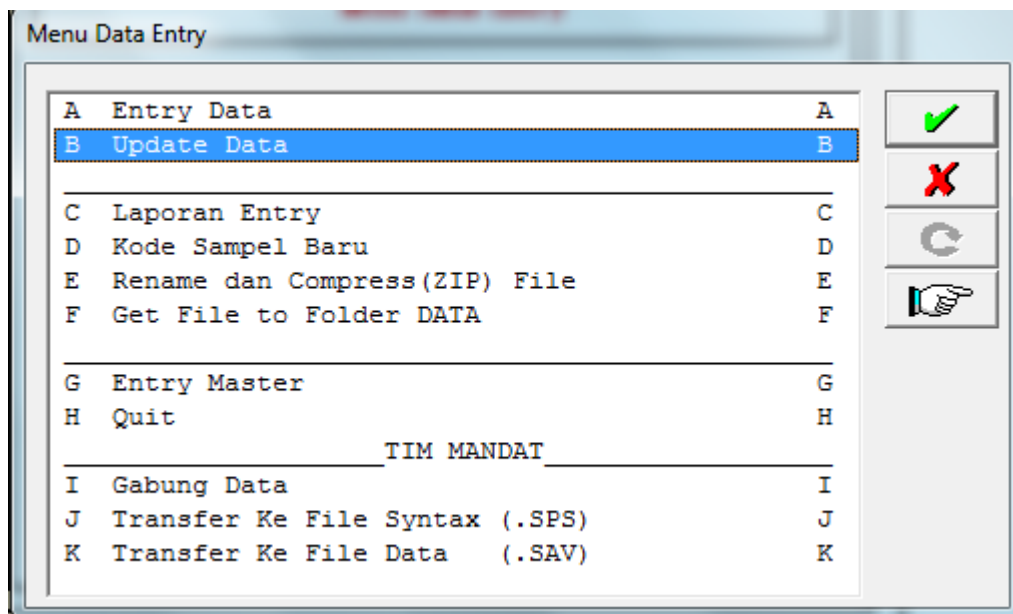 Menu Data Entry
A Entry Data A
B Update Data B
C Laporan Entry C
D Kode Sampel Baru D
E Rename dan Compress(ZIP) File E
F Get File to Folder DATA F
G Entry Master G
H Quit H
TIM MANDAT
I Gabung Data I
J Transfer Ke File Syntax (.SPS) J
K Transfer Ke File Data (.SAV) K